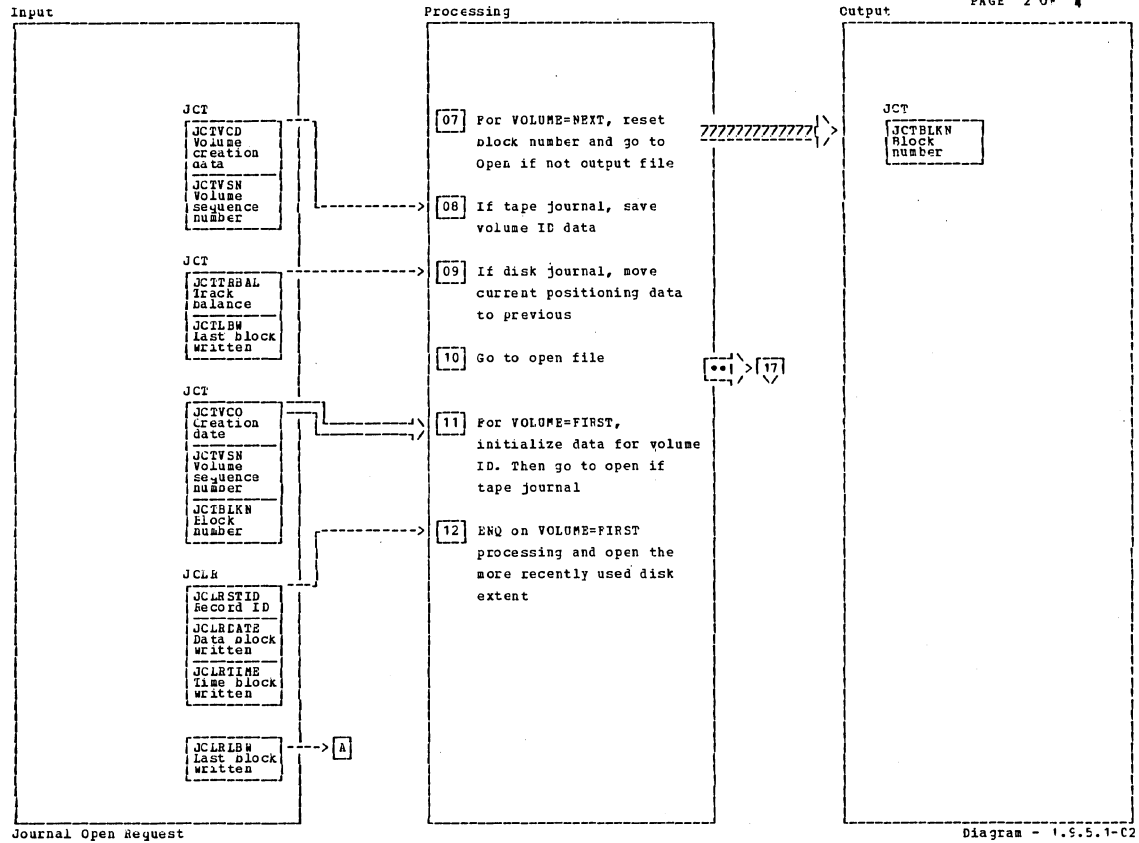 PAGE 2 OF 4
Input
Processing
Output
JCT
JCTVCD
Volume
creation
data
JCTVSN
Volume
sequence
number
JCT
JCTTRBAL
Track
balance
JCTLBW
Last block
written
JCT
JCTVCO
Creation
date
JCTVSN
Volume
sequence
number
JCTBLKN
Block
number
JCLR
JCLRSTID
Record ID
JCLRDATE
Data block
written
JCLRTIME
Time block
written
JCLRLBW
Last block
written
A
07 For VOLUME=NEXT, reset
block number and go to
Open if not output file
08 If tape journal, save
volume ID data
09 If disk journal, move
current positioning data
to previous
10 Go to open file
17
11 For VOLUME=FIRST,
initialize data for volume
ID. Then go to open if
tape journal
12 ENQ on VOLUME=FIRST
processing and open the
more recently used disk
extent
JCT
JCTBLKN
Block
number
Journal Open Request
Diagram - 1.9.5.1-C2